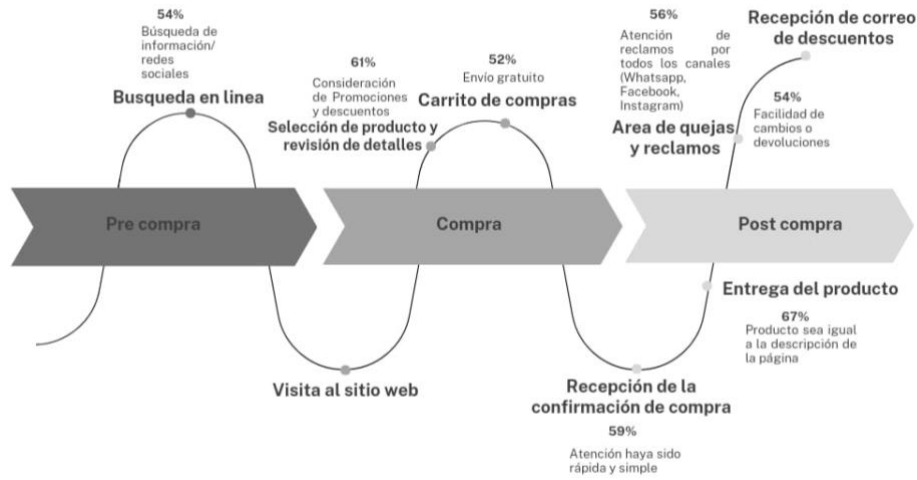 54%
Búsqueda de
información/
redes
sociales
Busqueda en linea
61%
Consideración
de Promociones
y descuentos
Selección de producto y
revisión de detalles
52%
Envío gratuito
Carrito de compras
56%
Atención de
reclamos por
todos los canales
(Whatsapp,
Facebook,
Instagram)
Area de quejas
y reclamos
Recepción de correo
de descuentos
54%
Facilidad de
cambios o
devoluciones
Pre compra
Compra
Post compra
Visita al sitio web
Recepción de la
confirmación de compra
59%
Atención haya sido
rápida y simple
Entrega del producto
67%
Producto sea igual
a la descripción de
la página